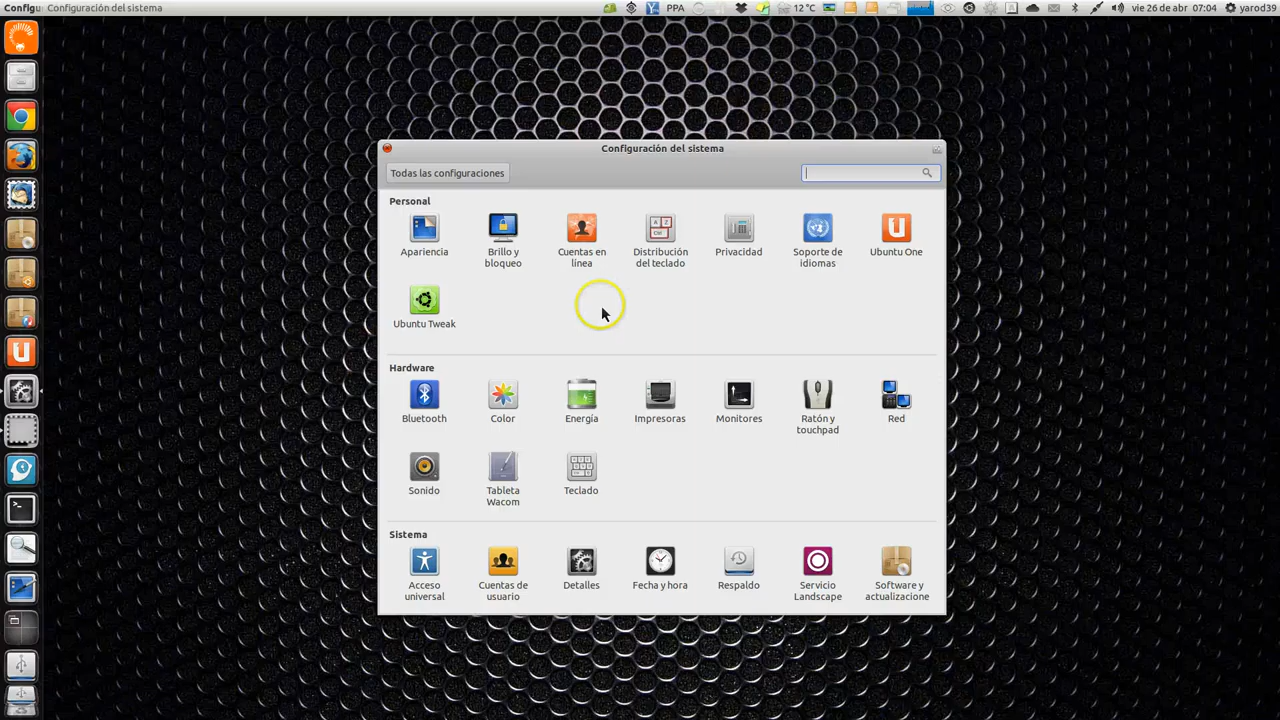 Configu Configuración del sistema PPA 12 °C vie 26 de abr 07:04 yarod39
Configuración del sistema
Todas las configuraciones
Personal
Apariencia
Brillo y
bloqueo
Cuentas en
línea
Distribución
del teclado
Privacidad
Soporte de
idiomas
Ubuntu One
Ubuntu Tweak
Hardware
Bluetooth
Color
Energía
Impresoras
Monitores
Ratón y
touchpad
Red
Sonido
Tableta
Wacom
Teclado
Sistema
Acceso
universal
Cuentas de
usuario
Detalles
Fecha y hora
Respaldo
Servicio
Landscape
Software y
actualizacione